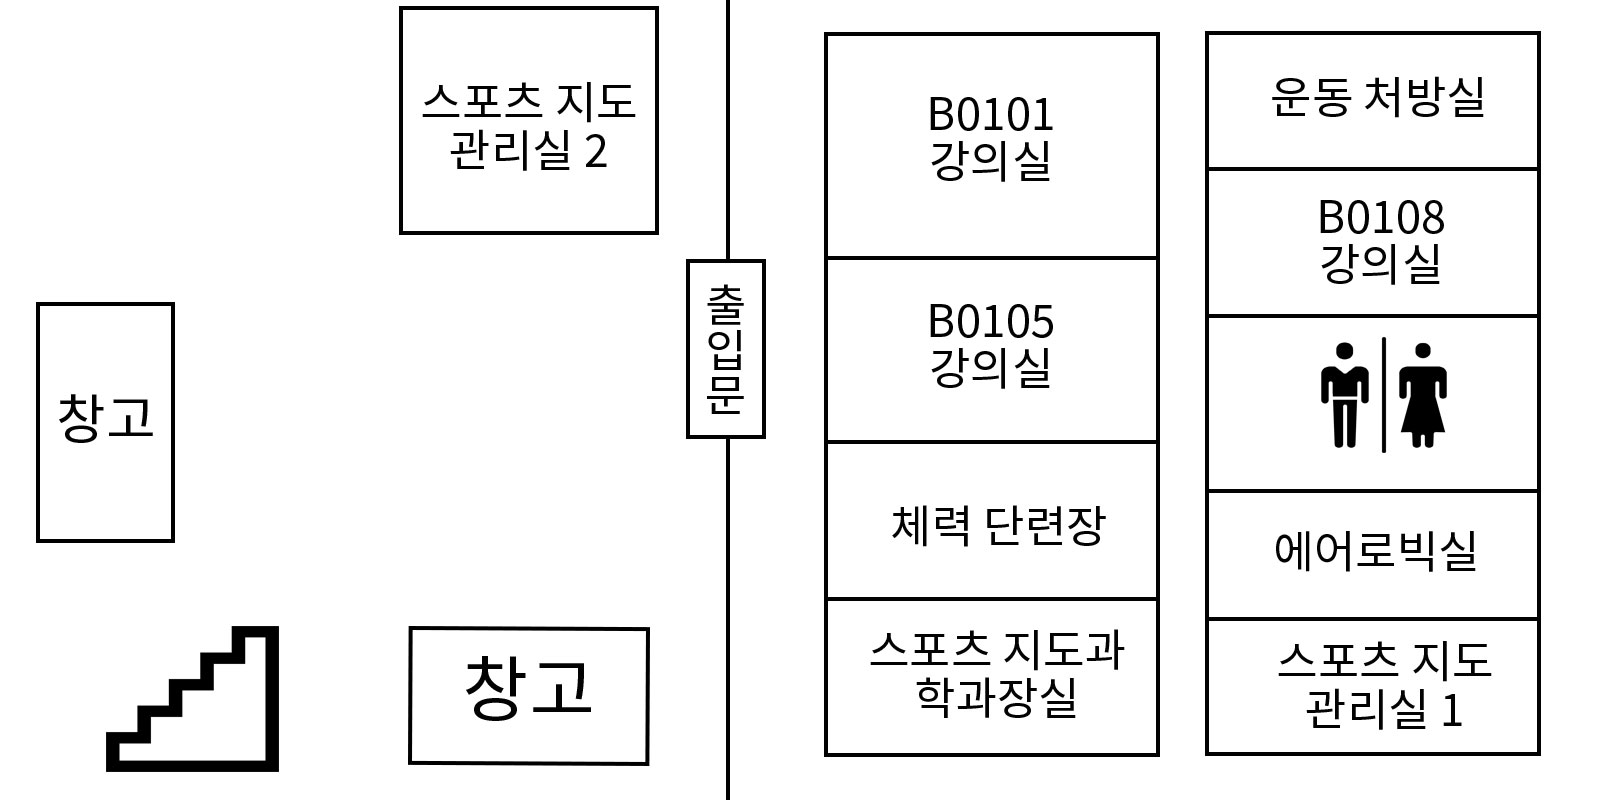 스포츠 지도
관리실 2
창고
창고
출
입
문
B0101
강의실
B0105
강의실
체력 단련장
스포츠 지도과
학과장실
운동 처방실
B0108
강의실
에어로빅실
스포츠 지도
관리실 1